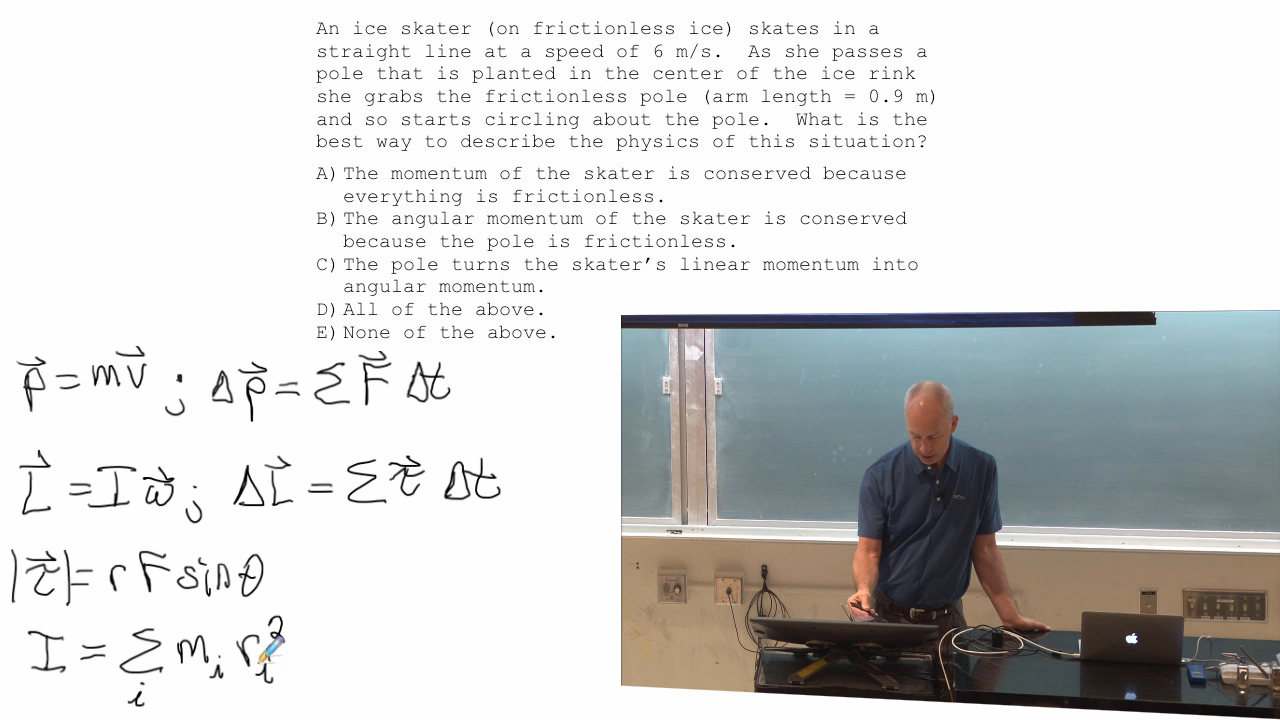 An ice skater (on frictionless ice) skates in a
straight line at a speed of 6 m/s. As she passes a
pole that is planted in the center of the ice rink
she grabs the frictionless pole (arm length = 0.9 m)
and so starts circling about the pole. What is the
best way to describe the physics of this situation?
A) The momentum of the skater is conserved because
everything is frictionless.
B) The angular momentum of the skater is conserved
because the pole is frictionless.
C) The pole turns the skater's linear momentum into
angular momentum.
D) All of the above.
E) None of the above.
p⃗ = mv⃗ ; Δp⃗ = ΣF⃗ Δt
L⃗ = Iω⃗ ; ΔL⃗ = Στ⃗ Δt
|τ⃗| = r F sinθ
I = Σᵢ mᵢ rᵢ²